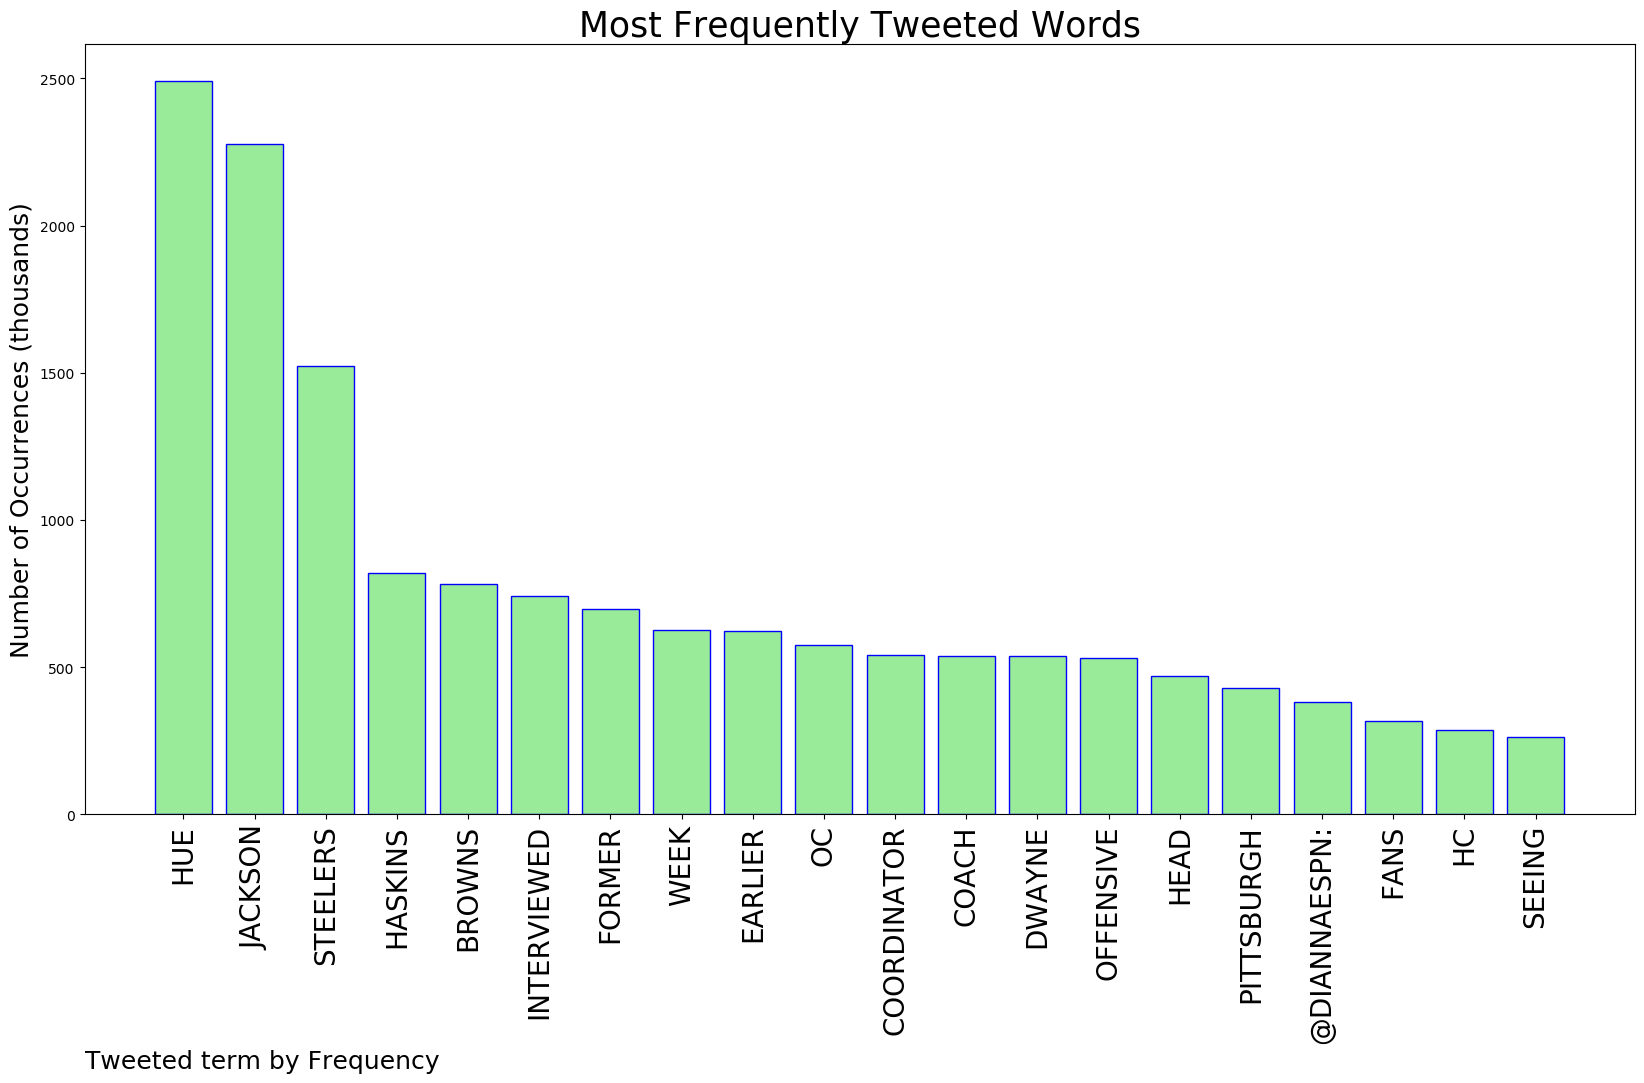 Most Frequently Tweeted Words
Number of Occurrences (thousands)
2500
2000
1500
1000
500
0
HUE
JACKSON
STEELERS
HASKINS
BROWNS
INTERVIEWED
FORMER
WEEK
EARLIER
OC
COORDINATOR
COACH
DWAYNE
OFFENSIVE
HEAD
PITTSBURGH
@DIANNAESPN:
FANS
HC
SEEING
Tweeted term by Frequency